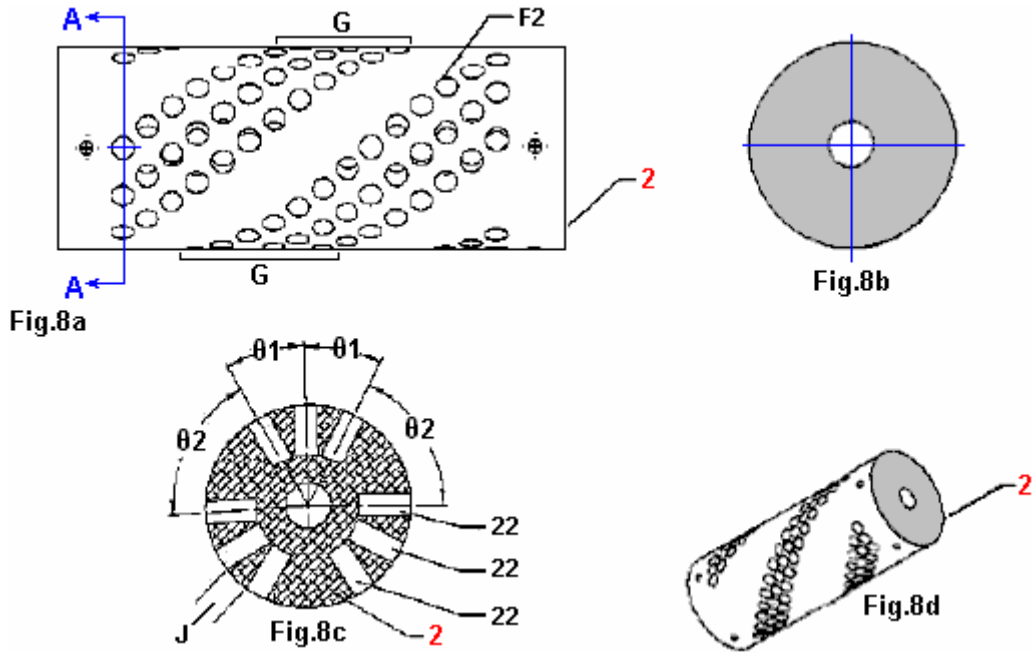 A G F2
2
A G
Fig.8a
Fig.8b
θ1 θ1
θ2 θ2
22
22
22
J Fig.8c 2
2
Fig.8d